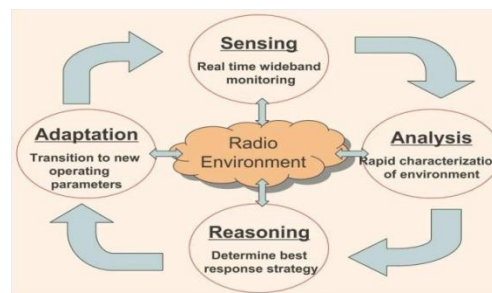 Sensing
Real time wideband
monitoring
Adaptation
Transition to new
operating
parameters
Radio
Environment
Analysis
Rapid characterizatio
of environment
Reasoning
Determine best
response strategy